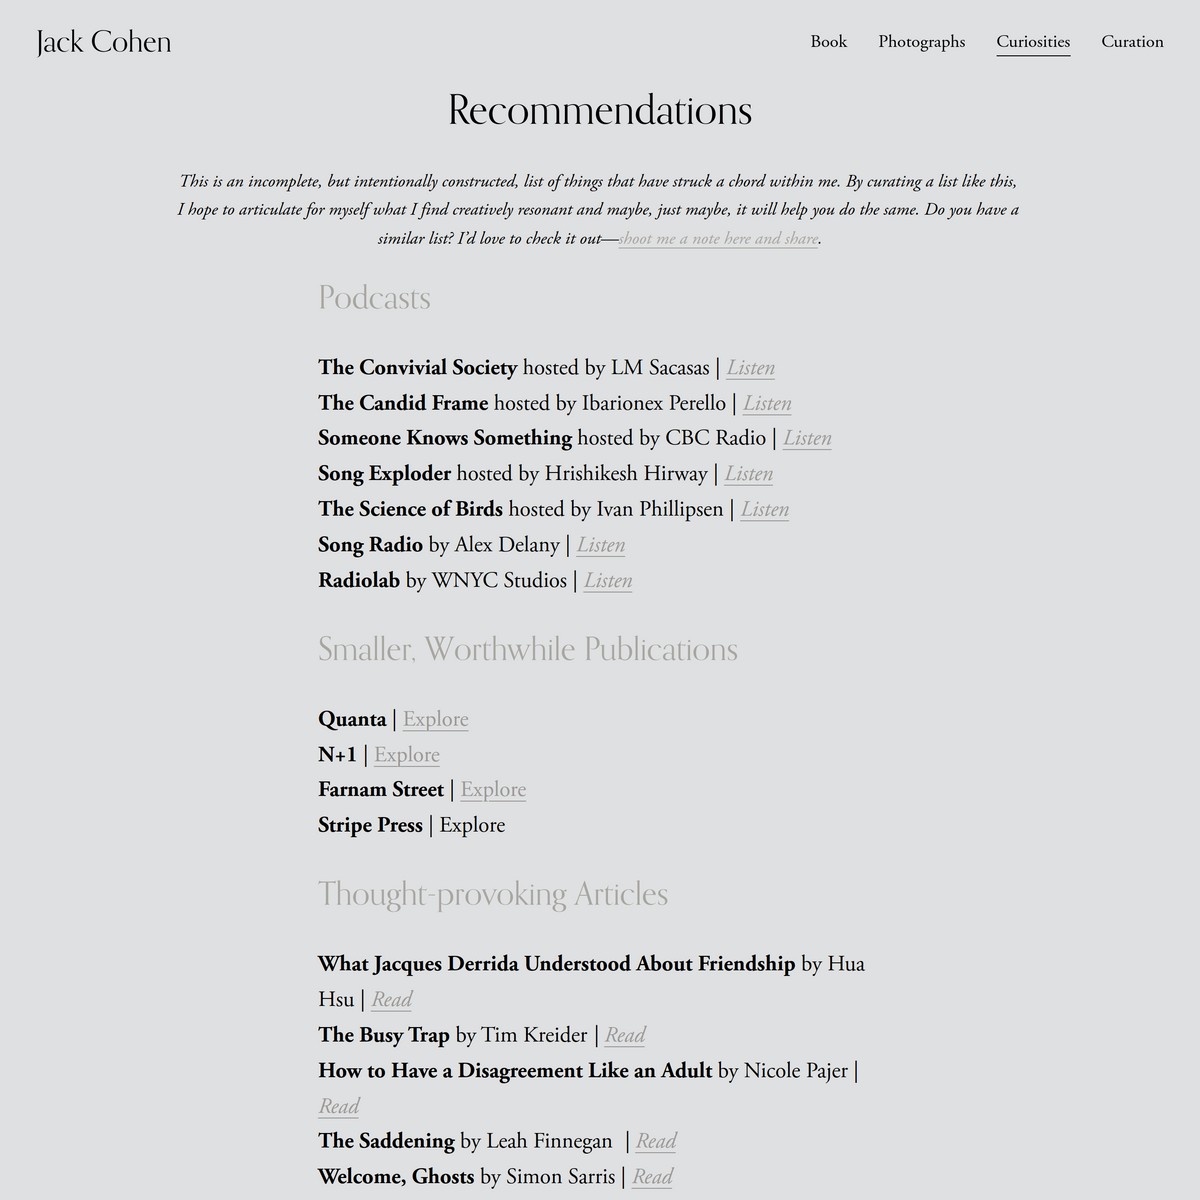 Jack Cohen
Book Photographs Curiosities Curation
Recommendations
This is an incomplete, but intentionally constructed, list of things that have struck a chord within me. By curating a list like this,
I hope to articulate for myself what I find creatively resonant and maybe, just maybe, it will help you do the same. Do you have a
similar list? I’d love to check it out—shoot me a note here and share.
Podcasts
The Convivial Society hosted by LM Sacasas | Listen
The Candid Frame hosted by Ibarionex Perello | Listen
Someone Knows Something hosted by CBC Radio | Listen
Song Exploder hosted by Hrishikesh Hirway | Listen
The Science of Birds hosted by Ivan Phillipsen | Listen
Song Radio by Alex Delany | Listen
Radiolab by WNYC Studios | Listen
Smaller, Worthwhile Publications
Quanta | Explore
N+1 | Explore
Farnam Street | Explore
Stripe Press | Explore
Thought-provoking Articles
What Jacques Derrida Understood About Friendship by Hua
Hsu | Read
The Busy Trap by Tim Kreider | Read
How to Have a Disagreement Like an Adult by Nicole Pajer |
Read
The Saddening by Leah Finnegan | Read
Welcome, Ghosts by Simon Sarris | Read